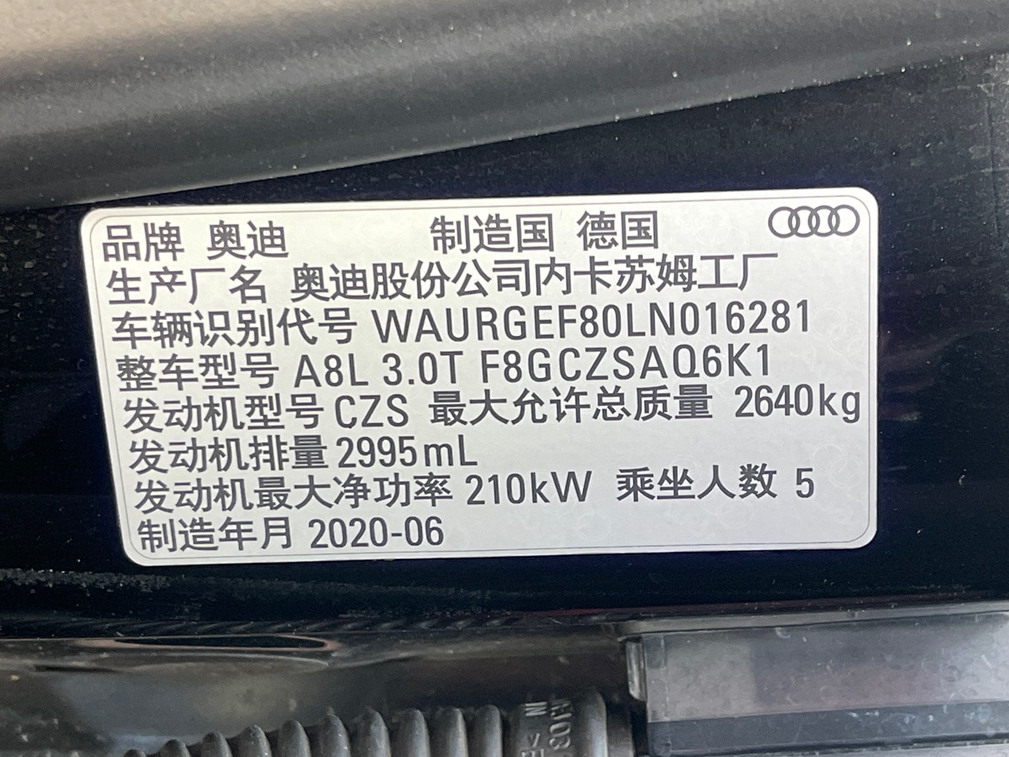 品牌 奥迪 制造国 德国
生产厂名 奥迪股份公司内卡苏姆工厂
车辆识别代号 WAURGEF80LN016281
整车型号 A8L 3.0T F8GCZSAQ6K1
发动机型号 CZS 最大允许总质量 2640kg
发动机排量 2995mL
发动机最大净功率 210kW 乘坐人数 5
制造年月 2020-06